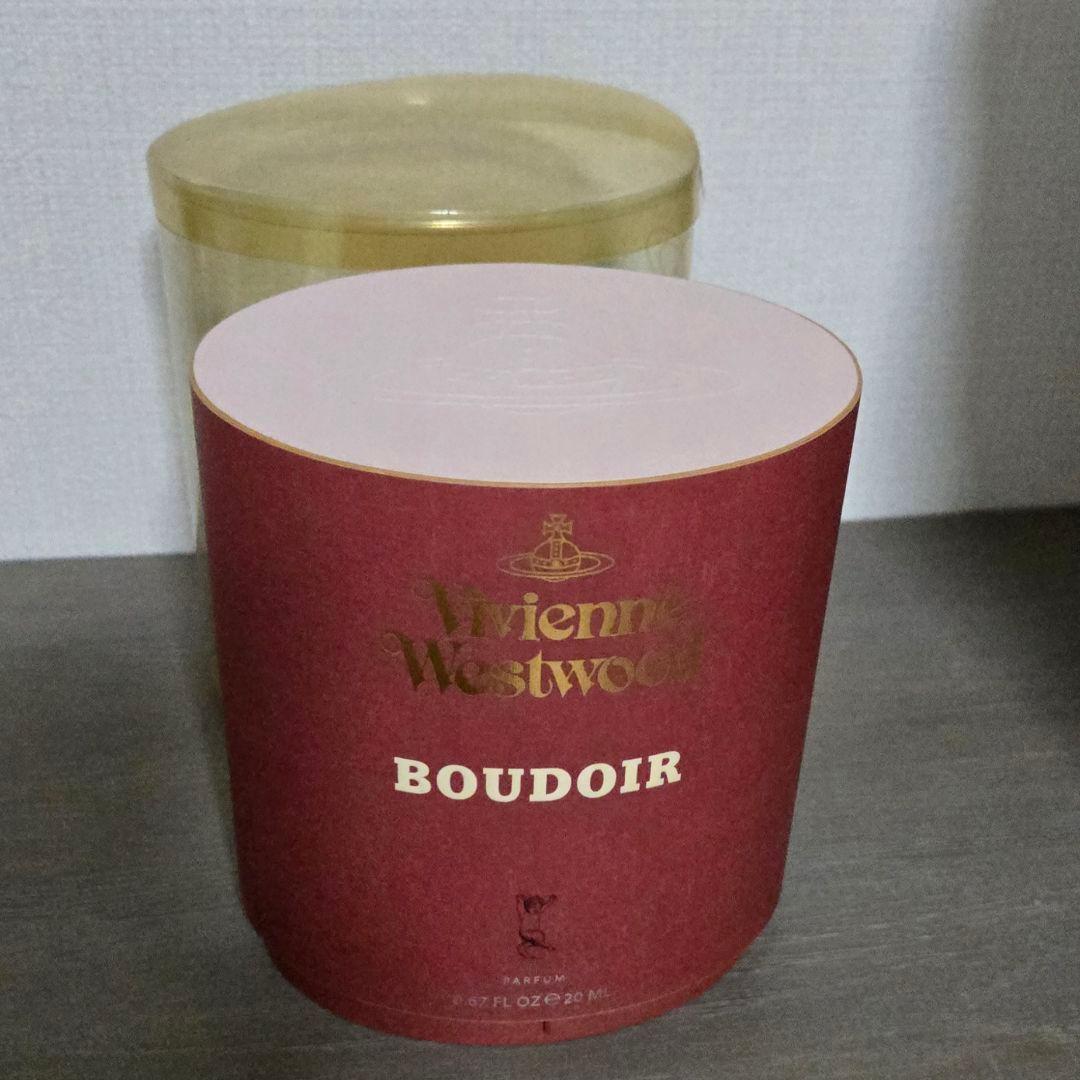 Vivienne
Westwood
BOUDOIR
PARFUM
0.67 FL OZ ℮ 20 ML